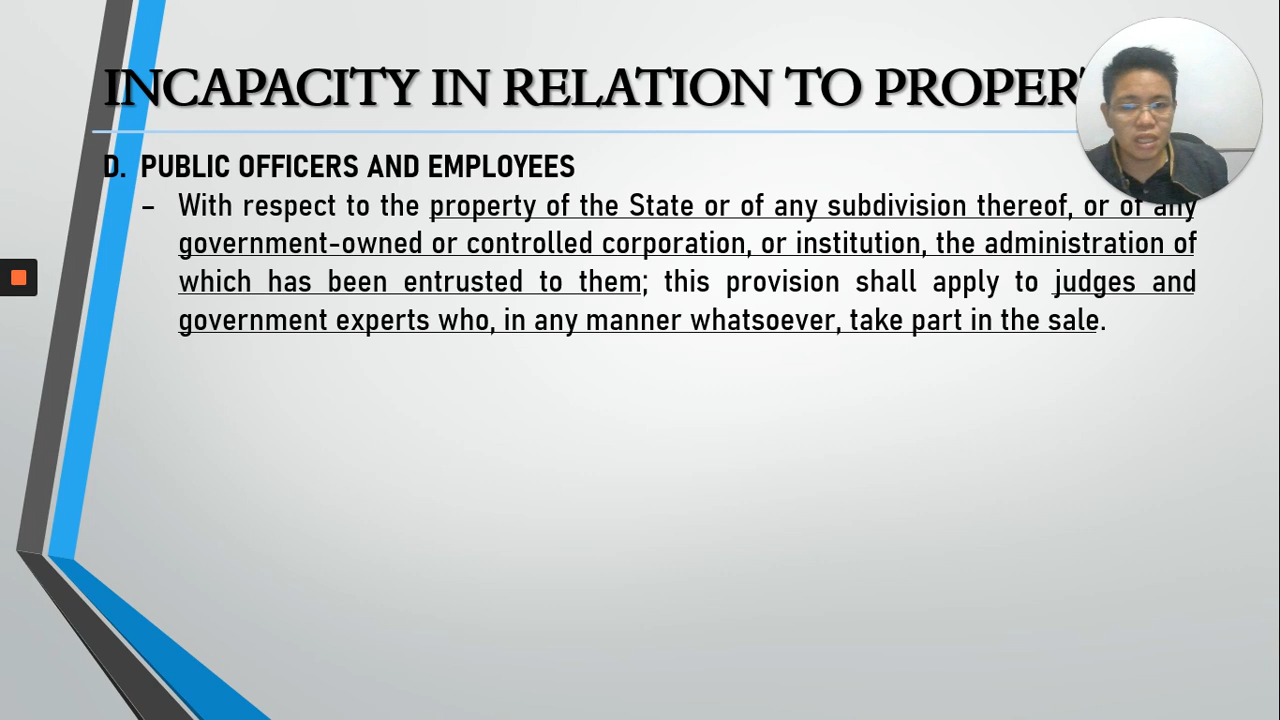 INCAPACITY IN RELATION TO
D. PUBLIC OFFICERS AND EMPLOYEES
– With respect to the property of the State or of any subdivision thereof, or of any
government-owned or controlled corporation, or institution, the administration of
which has been entrusted to them; this provision shall apply to judges and
government experts who, in any manner whatsoever, take part in the sale.